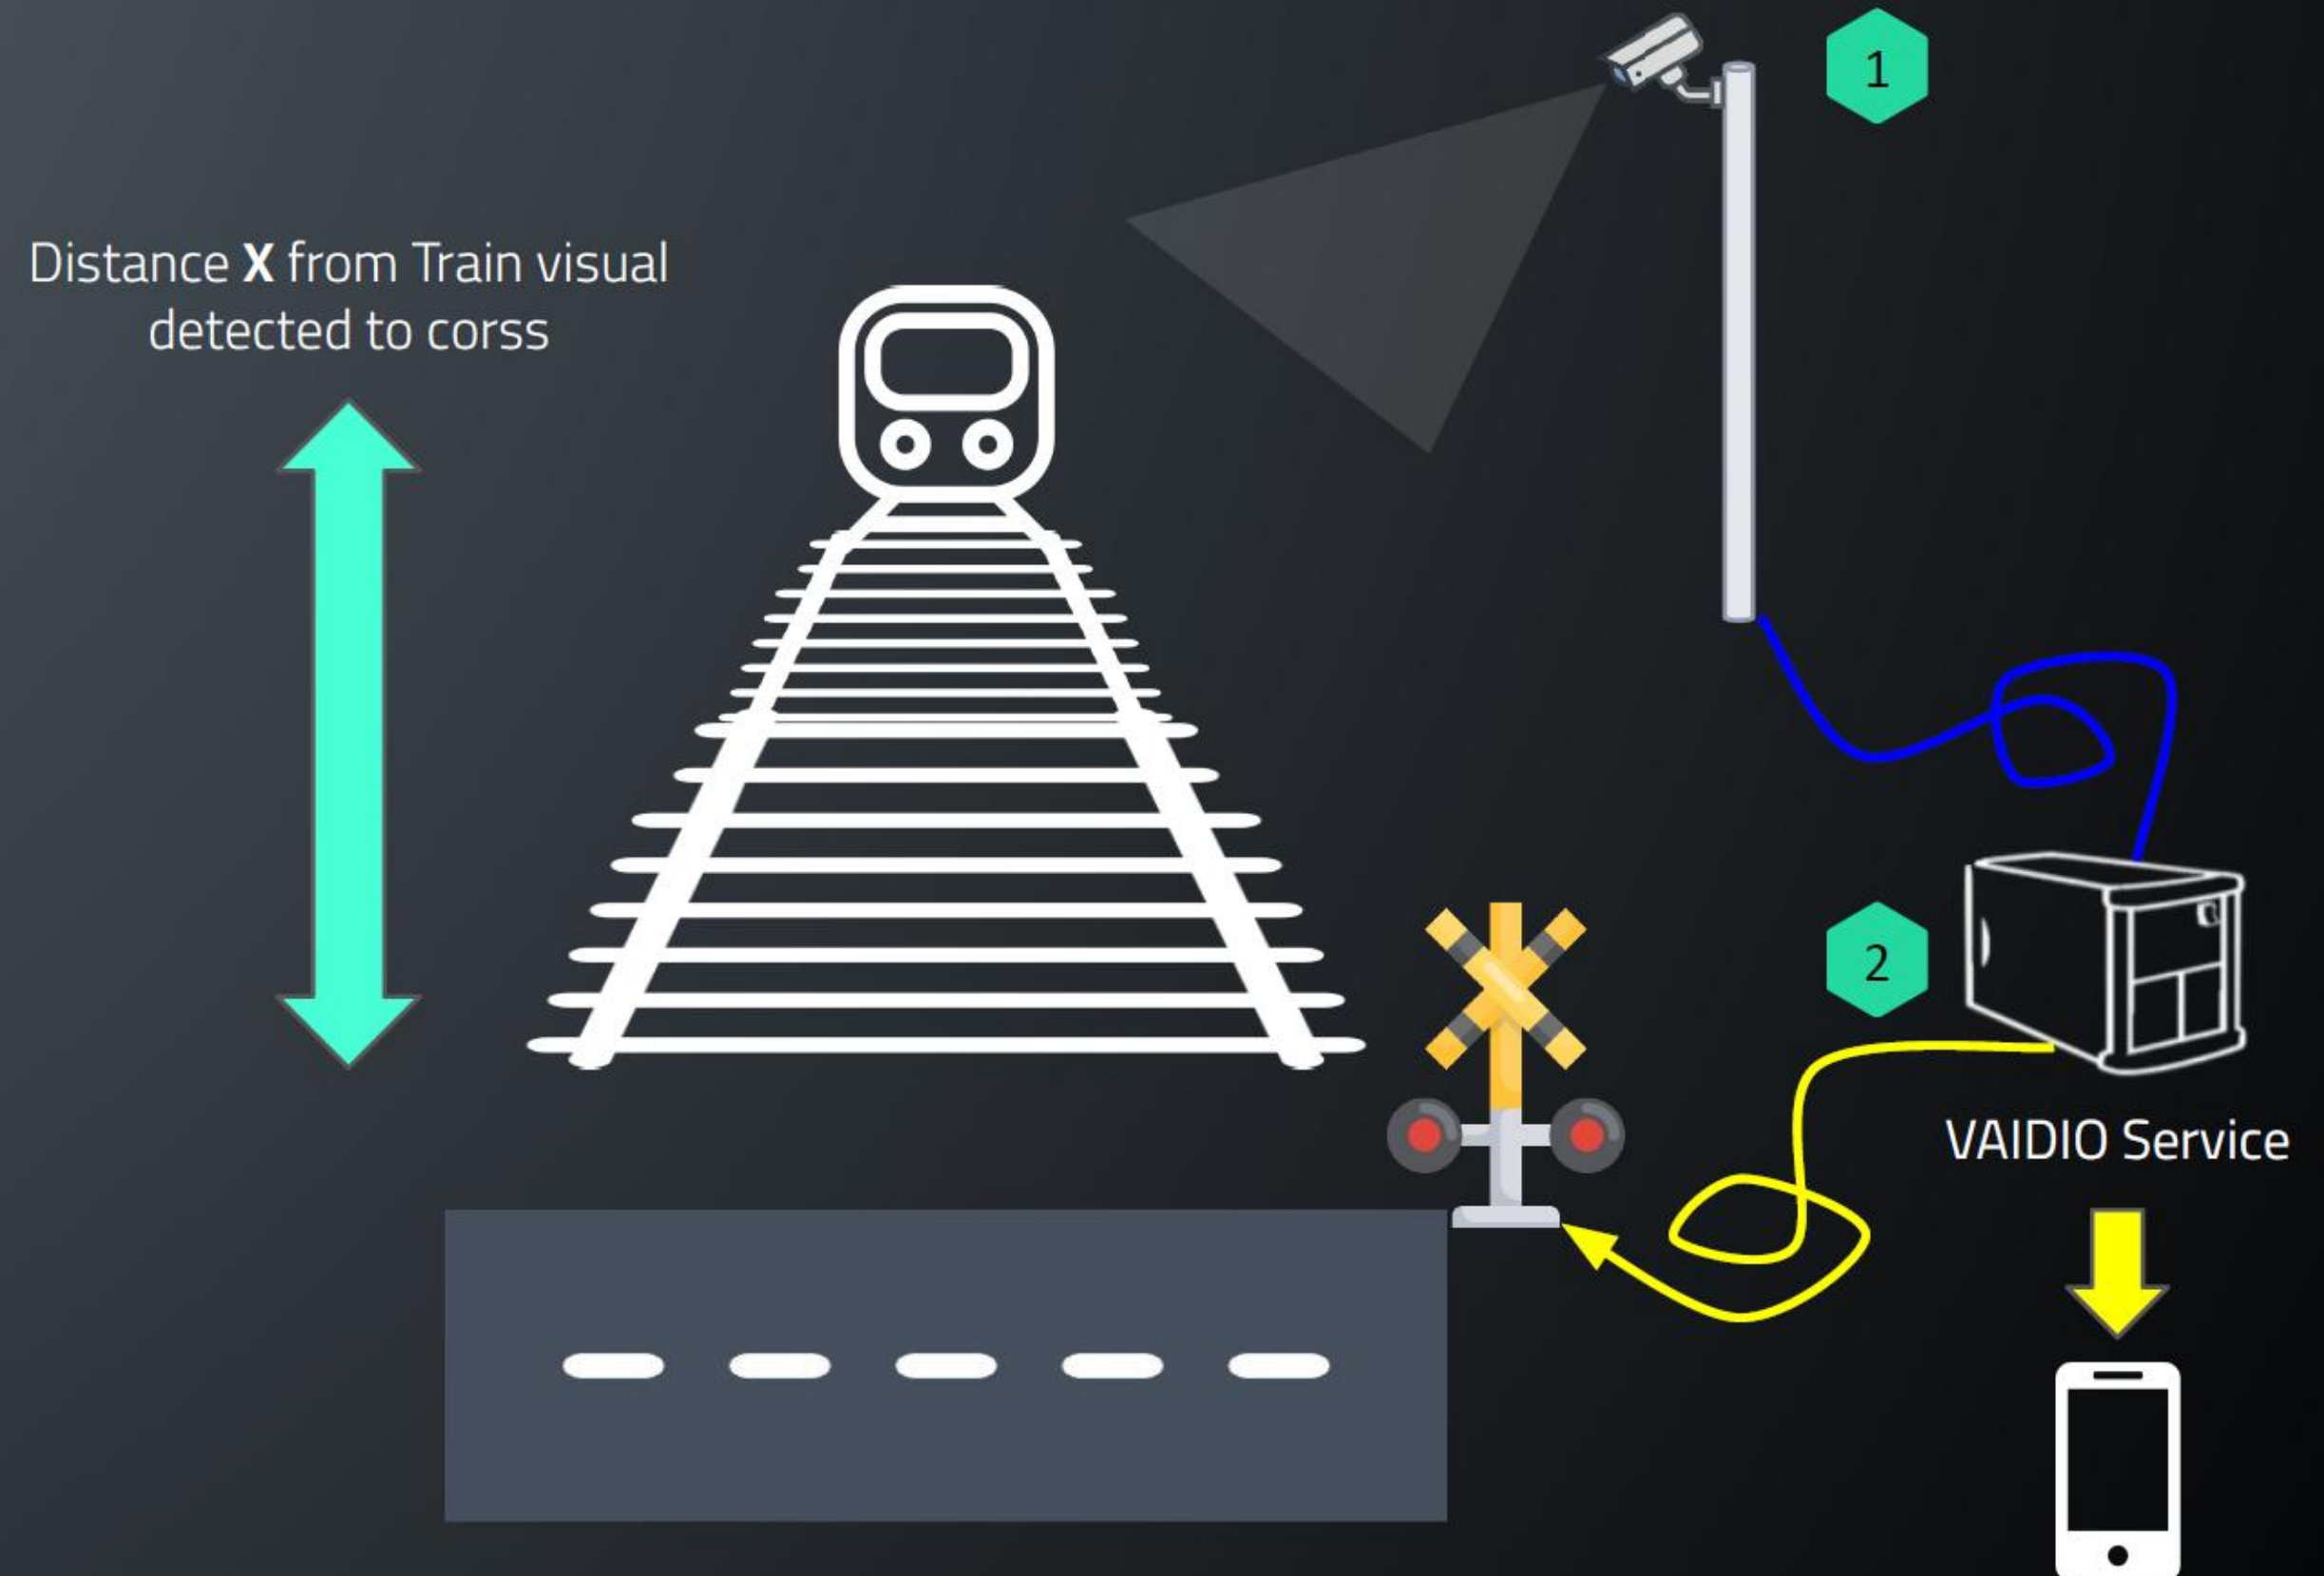 1
Distance X from Train visual
detected to corss
2
VAIDIO Service